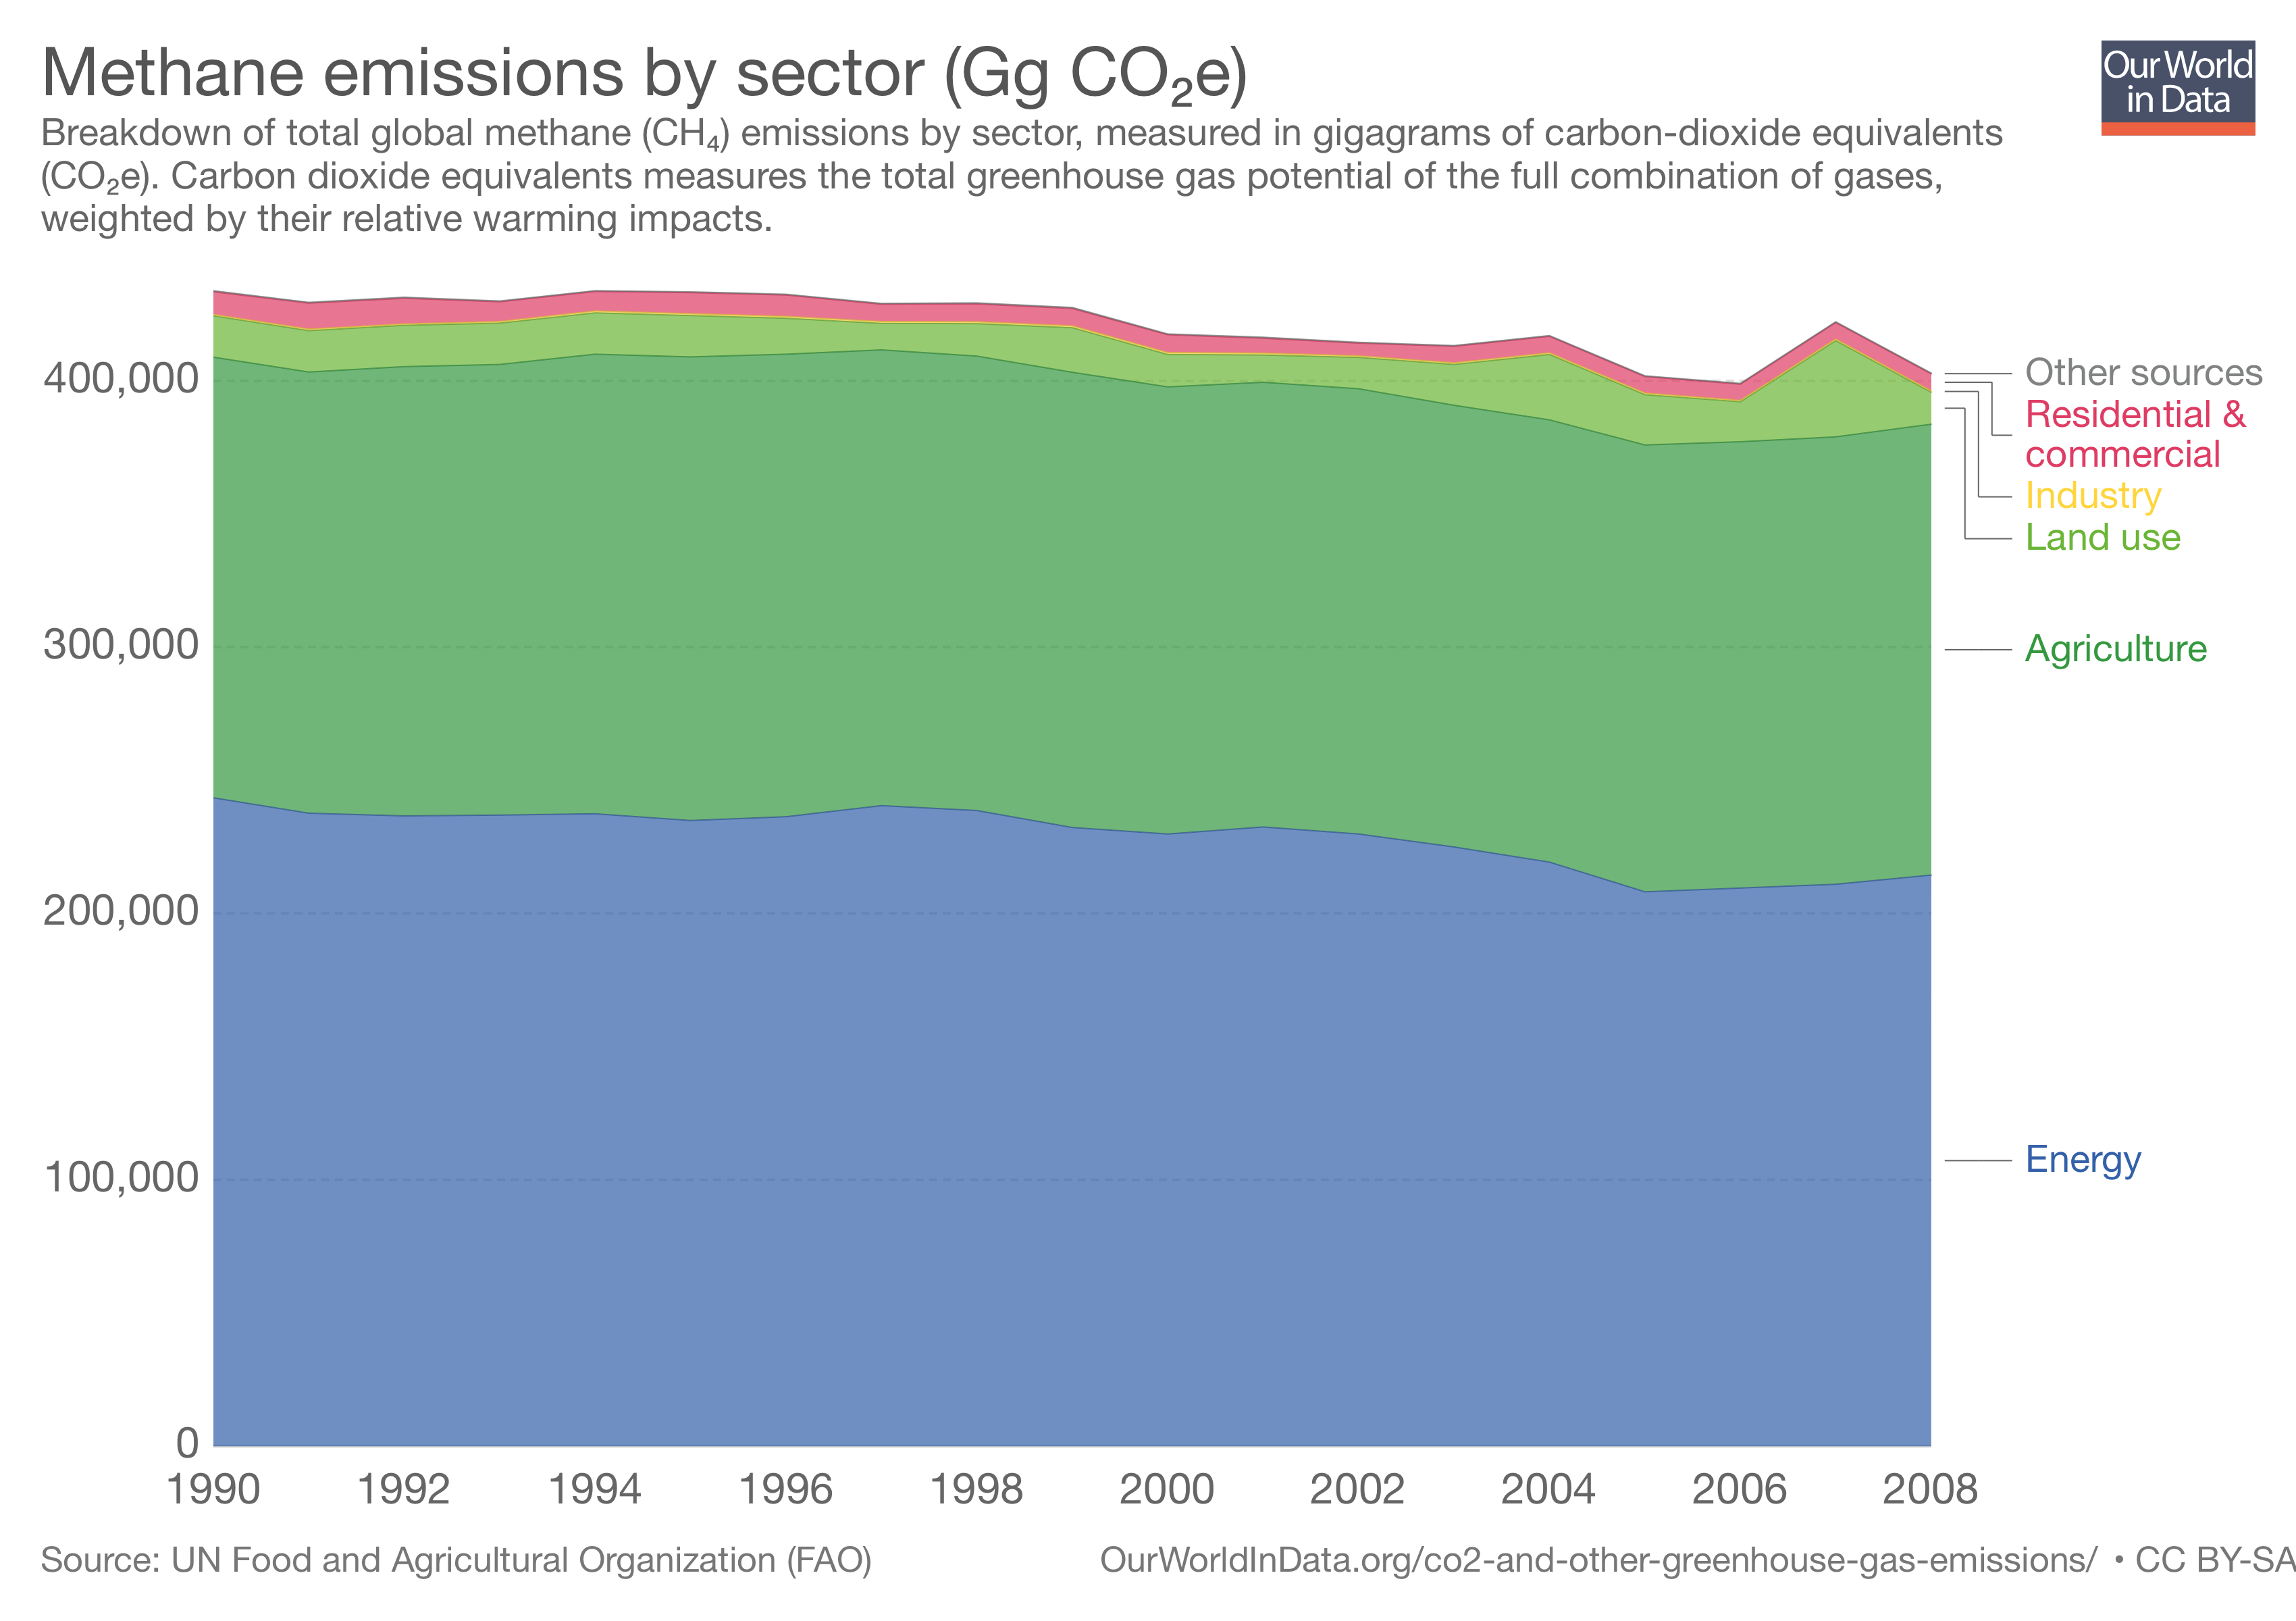 Methane emissions by sector (Gg CO₂e)
Our World
in Data
Breakdown of total global methane (CH₄) emissions by sector, measured in gigagrams of carbon-dioxide equivalents
(CO₂e). Carbon dioxide equivalents measures the total greenhouse gas potential of the full combination of gases,
weighted by their relative warming impacts.
400,000
300,000
200,000
100,000
0
Other sources
Residential &
commercial
Industry
Land use
Agriculture
Energy
1990 1992 1994 1996 1998 2000 2002 2004 2006 2008
Source: UN Food and Agricultural Organization (FAO)
OurWorldInData.org/co2-and-other-greenhouse-gas-emissions/ • CC BY-SA